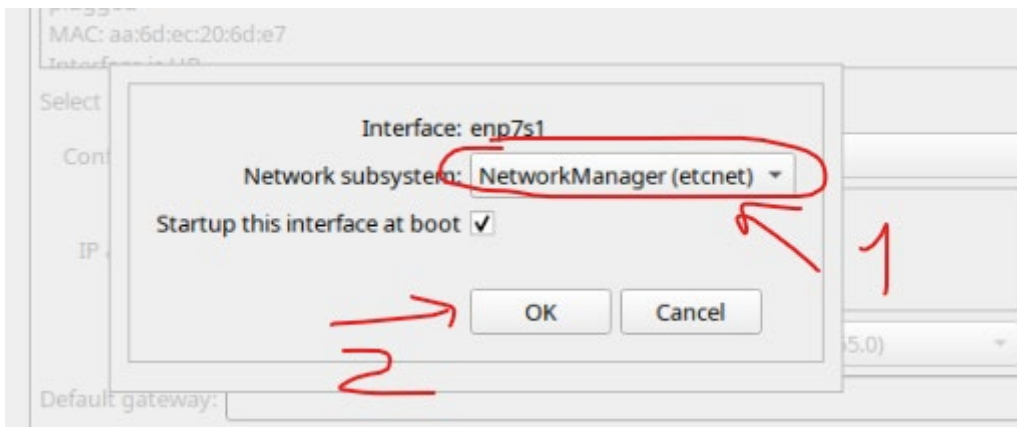 MAC: aa:6d:ec:20:6d:e7
Select
Interface: enp7s1
Network subsystem: NetworkManager (etcnet)
Startup this interface at boot
IP
1
OK
Cancel
2
Default gateway: